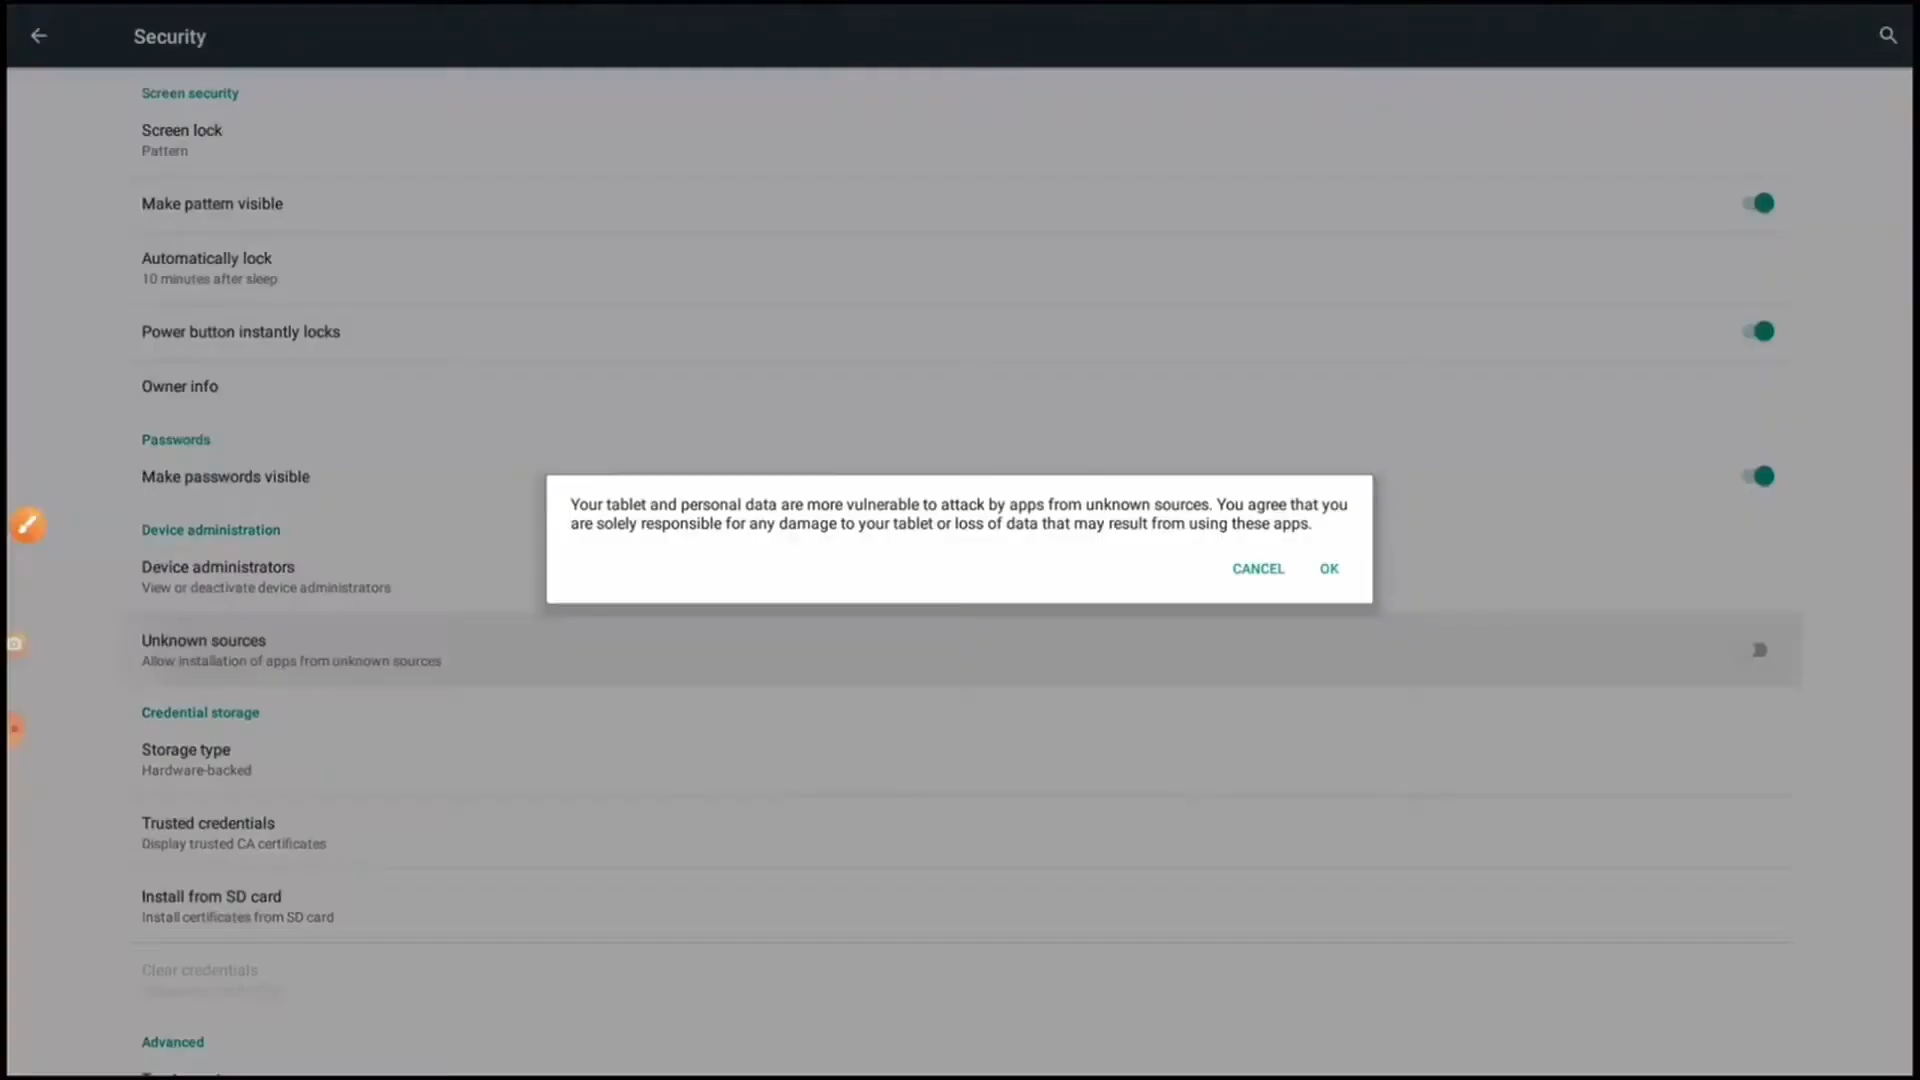 Security
Screen security
Screen lock
Pattern
Make pattern visible
Automatically lock
10 minutes after sleep
Power button instantly locks
Owner info
Passwords
Make passwords visible
Your tablet and personal data are more vulnerable to attack by apps from unknown sources. You agree that you
are solely responsible for any damage to your tablet or loss of data that may result from using these apps.
CANCEL OK
Device administration
Device administrators
View or deactivate device administrators
Unknown sources
Allow installation of apps from unknown sources
Credential storage
Storage type
Hardware-backed
Trusted credentials
Display trusted CA certificates
Install from SD card
Install certificates from SD card
Clear credentials
Advanced